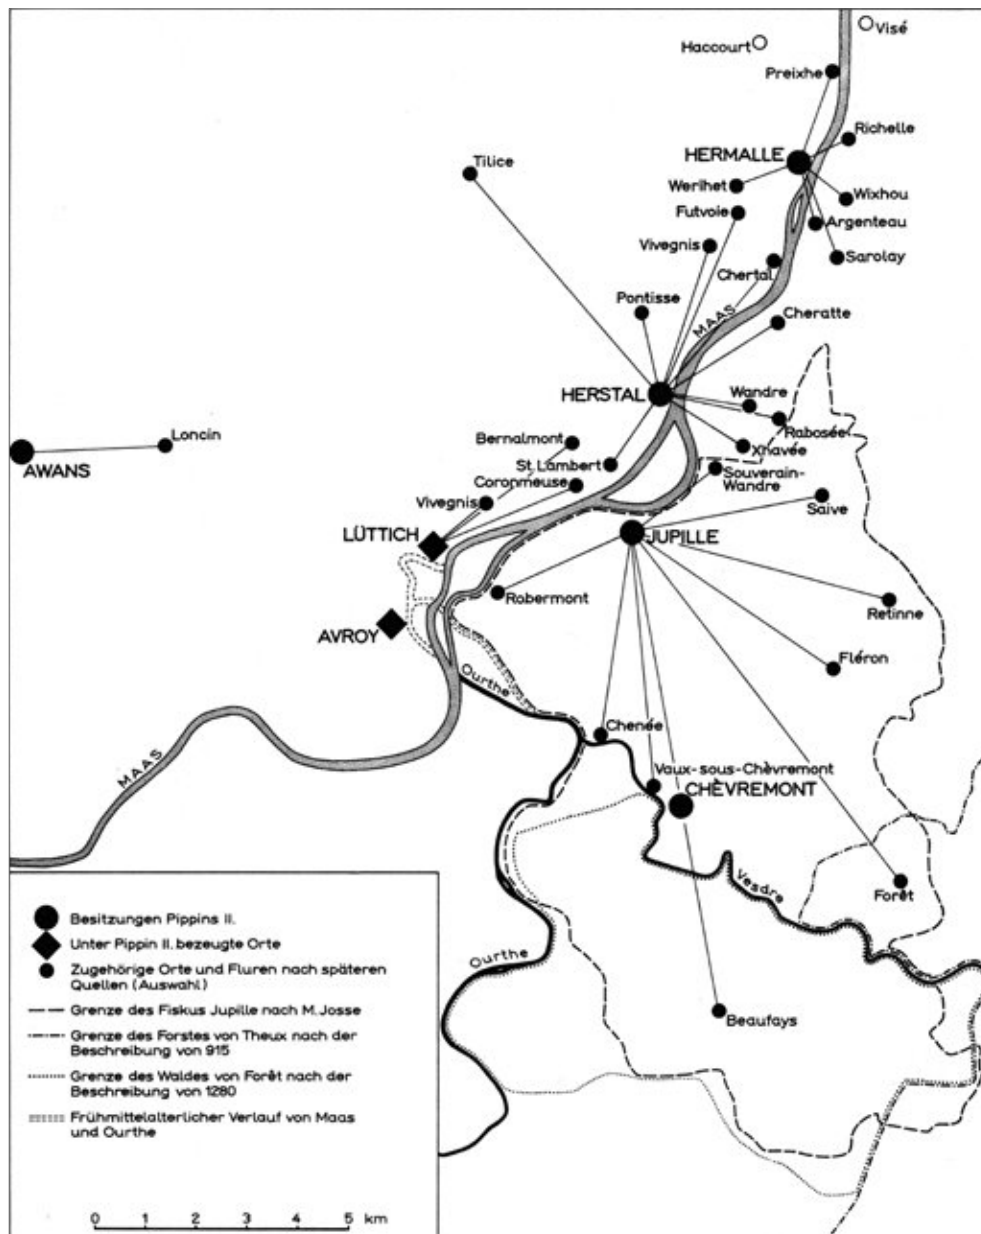 Visé
Haccourt
Preixhe
Richelle
HERMALLE
Tilice
Werihet
Wixhou
Futvoie
Argenteau
Vivegnis
Sarolay
Chertal
Pontisse
MAAS
Cheratte
HERSTAL
Wandre
Rabosée
Loncin
Bernalmont
Xhavée
AWANS
St.Lambert
Souverain-
Wandre
Coronmeuse
Vivegnis
Saive
LÜTTICH
JUPILLE
Robermont
Retinne
AVROY
Fléron
Ourthe
Chenée
MAAS
Vaux-sous-Chèvremont
CHÈVREMONT
Vesdre
Forêt
Ourthe
Beaufays
Besitzungen Pippins II.
Unter Pippin II. bezeugte Orte
Zugehörige Orte und Fluren nach späteren
Quellen (Auswahl)
Grenze des Fiskus Jupille nach M. Josse
Grenze des Forstes von Theux nach der
Beschreibung von 915
Grenze des Waldes von Forêt nach der
Beschreibung von 1280
Frühmittelalterlicher Verlauf von Maas
und Ourthe
0 1 2 3 4 5 km